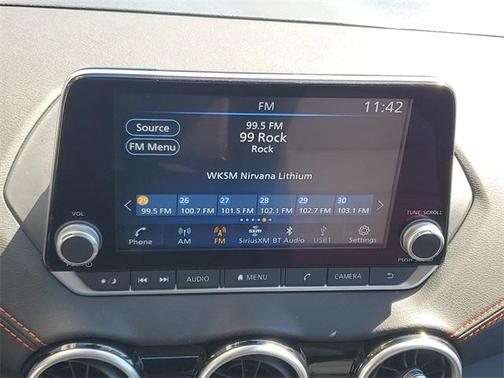 FM
11:42
Source
99.5 FM
99 Rock
FM Menu
Rock
WKSM Nirvana Lithium
25 26 27 28 29 30
99.5 FM 100.7 FM 101.5 FM 102.1 FM 102.7 FM 103.1 FM
VOL
TUNE SCROLL
sxm
Phone AM FM SiriusXM BT Audio USB1 Settings
PUSH SOUND
AUDIO MENU CAMERA